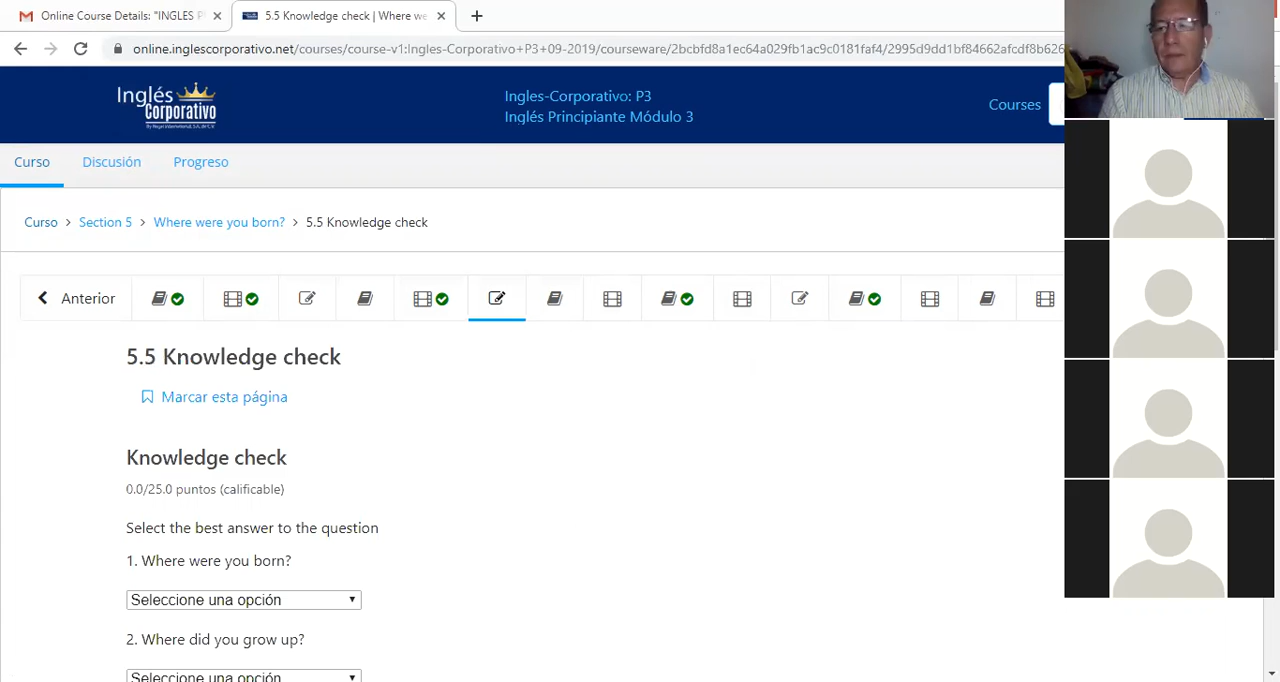 Online Course Details: "INGLES P
5.5 Knowledge check | Where we
online.inglescorporativo.net/courses/course-v1:Ingles-Corporativo+P3+09-2019/courseware/2bcbfd8a1ec64a029fb1ac9c0181faf4/2995d9dd1bf84662afcdf8b626
Inglés
Corporativo
By Royal International, S.A. de C.V.
Ingles-Corporativo: P3
Inglés Principiante Módulo 3
Courses
Curso
Discusión
Progreso
Curso > Section 5 > Where were you born? > 5.5 Knowledge check
Anterior
5.5 Knowledge check
Marcar esta página
Knowledge check
0.0/25.0 puntos (calificable)
Select the best answer to the question
1. Where were you born?
Seleccione una opción
2. Where did you grow up?
Seleccione una opción